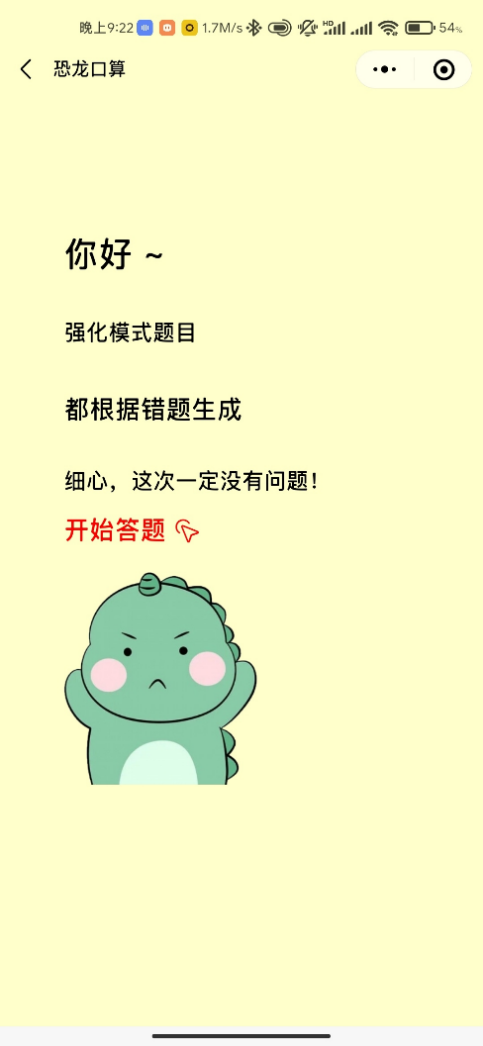 晚上9:22 1.7M/s HD 54%
恐龙口算
你好 ~
强化模式题目
都根据错题生成
细心，这次一定没有问题！
开始答题